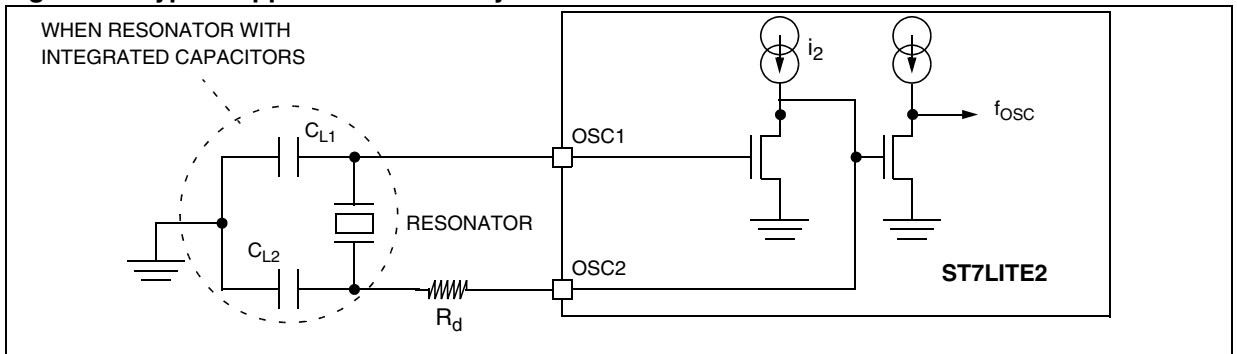 WHEN RESONATOR WITH
INTEGRATED CAPACITORS
i2
fOSC
CL1
OSC1
RESONATOR
CL2
OSC2
ST7LITE2
Rd